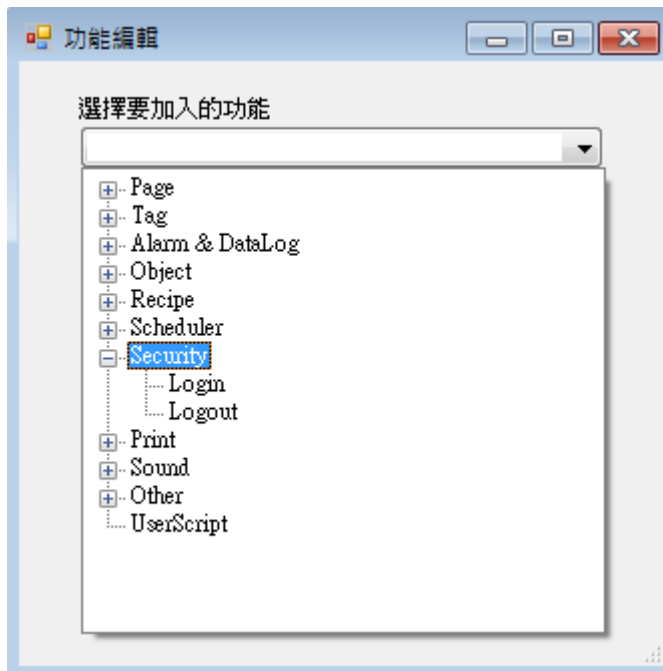 功能編輯
選擇要加入的功能
Page
Tag
Alarm & DataLog
Object
Recipe
Scheduler
Security
Login
Logout
Print
Sound
Other
UserScript